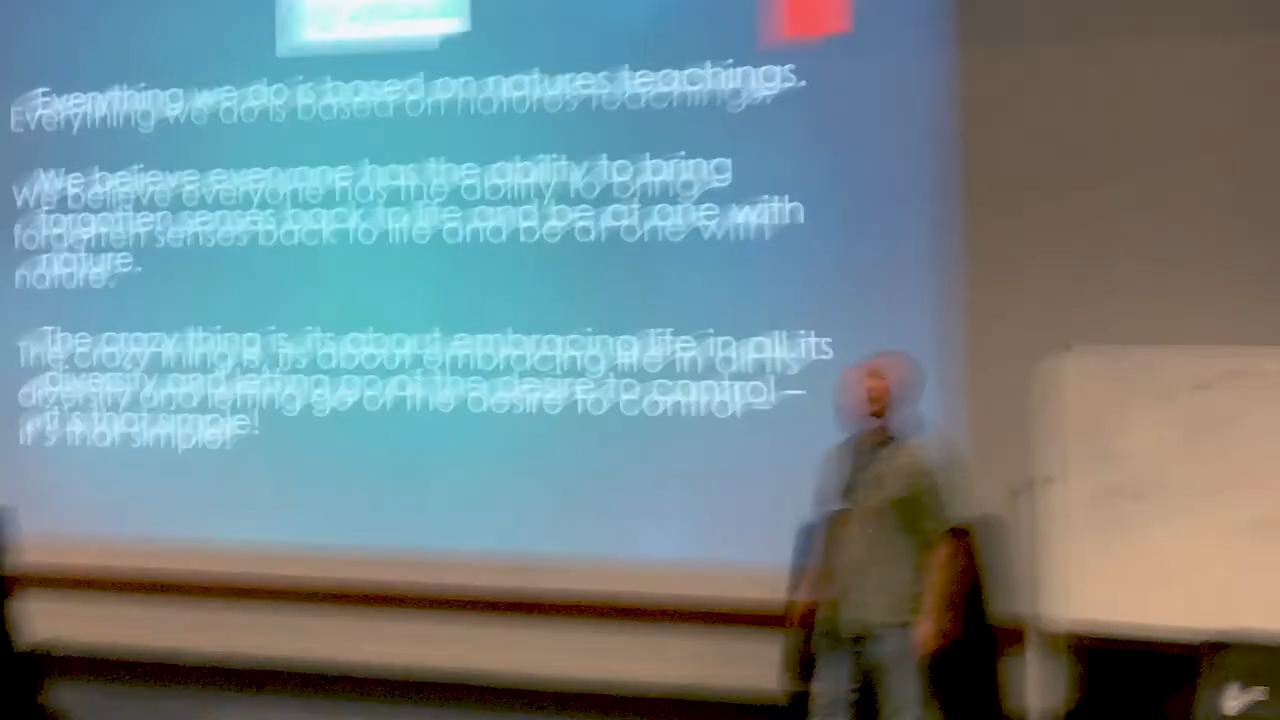 Everything we do is based on natures teachings.
We believe everyone has the ability to bring
forgotten senses back to life and be at one with
nature.
The crazy thing is, its about embracing life in all its
diversity and letting go of the desire to control –
it's that simple!